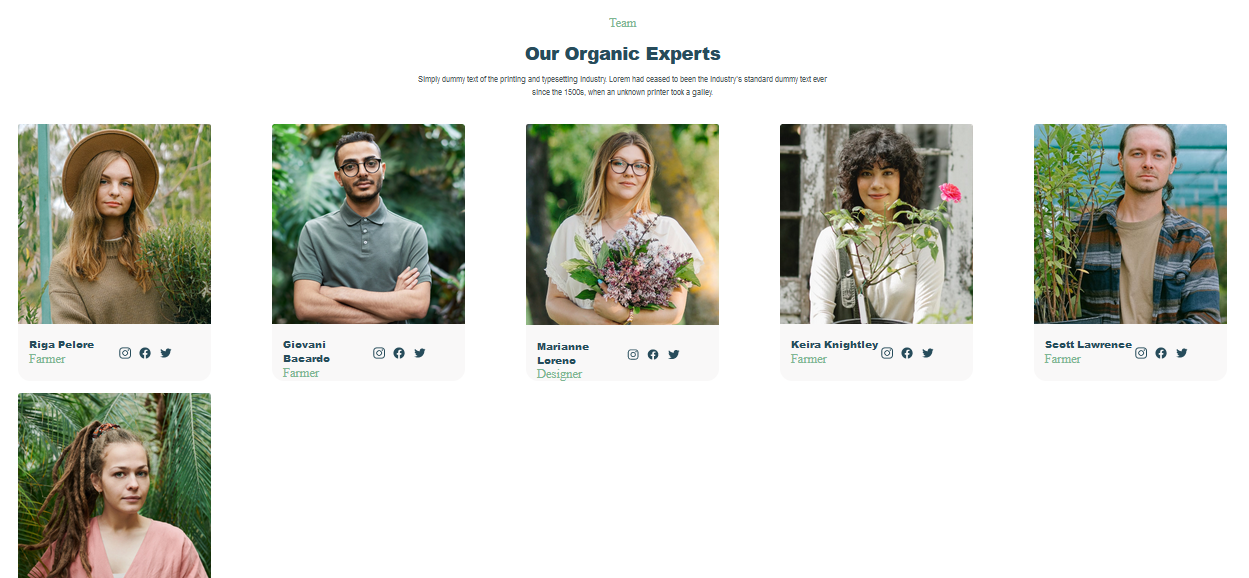 Team
Our Organic Experts
Simply dummy text of the printing and typesetting industry. Lorem had ceased to been the industry's standard dummy text ever
since the 1500s, when an unknown printer took a galley.
Riga Pelore
Farmer
Giovani
Bacardo
Farmer
Marianne
Loreno
Designer
Keira Knightley
Farmer
Scott Lawrence
Farmer